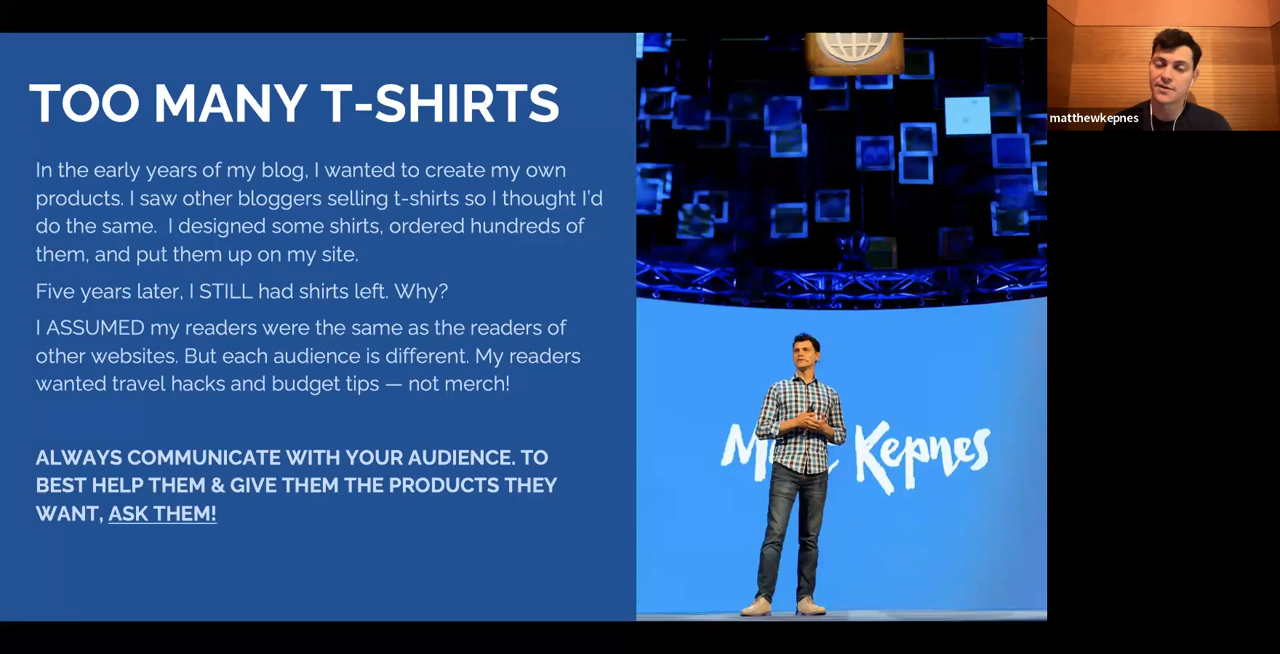 TOO MANY T-SHIRTS
In the early years of my blog, I wanted to create my own
products. I saw other bloggers selling t-shirts so I thought I'd
do the same.  I designed some shirts, ordered hundreds of
them, and put them up on my site.
Five years later, I STILL had shirts left. Why?
I ASSUMED my readers were the same as the readers of
other websites. But each audience is different. My readers
wanted travel hacks and budget tips — not merch!
ALWAYS COMMUNICATE WITH YOUR AUDIENCE. TO
BEST HELP THEM & GIVE THEM THE PRODUCTS THEY
WANT, ASK THEM!
Kepnes
matthewkepnes